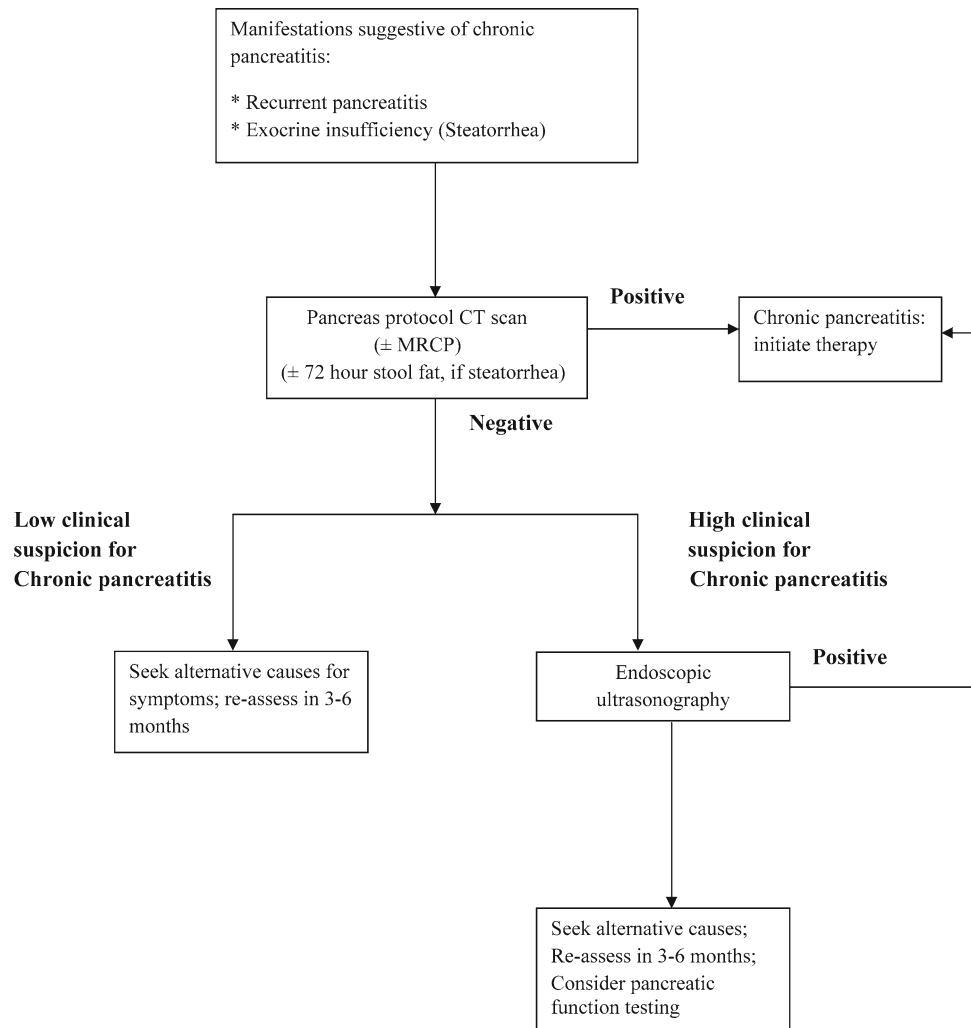 Manifestations suggestive of chronic
pancreatitis:
* Recurrent pancreatitis
* Exocrine insufficiency (Steatorrhea)
Positive
Pancreas protocol CT scan
(± MRCP)
(± 72 hour stool fat, if steatorrhea)
Chronic pancreatitis:
initiate therapy
Negative
Low clinical
suspicion for
Chronic pancreatitis
High clinical
suspicion for
Chronic pancreatitis
Seek alternative causes for
symptoms; re-assess in 3-6
months
Endoscopic
ultrasonography
Positive
Seek alternative causes;
Re-assess in 3-6 months;
Consider pancreatic
function testing